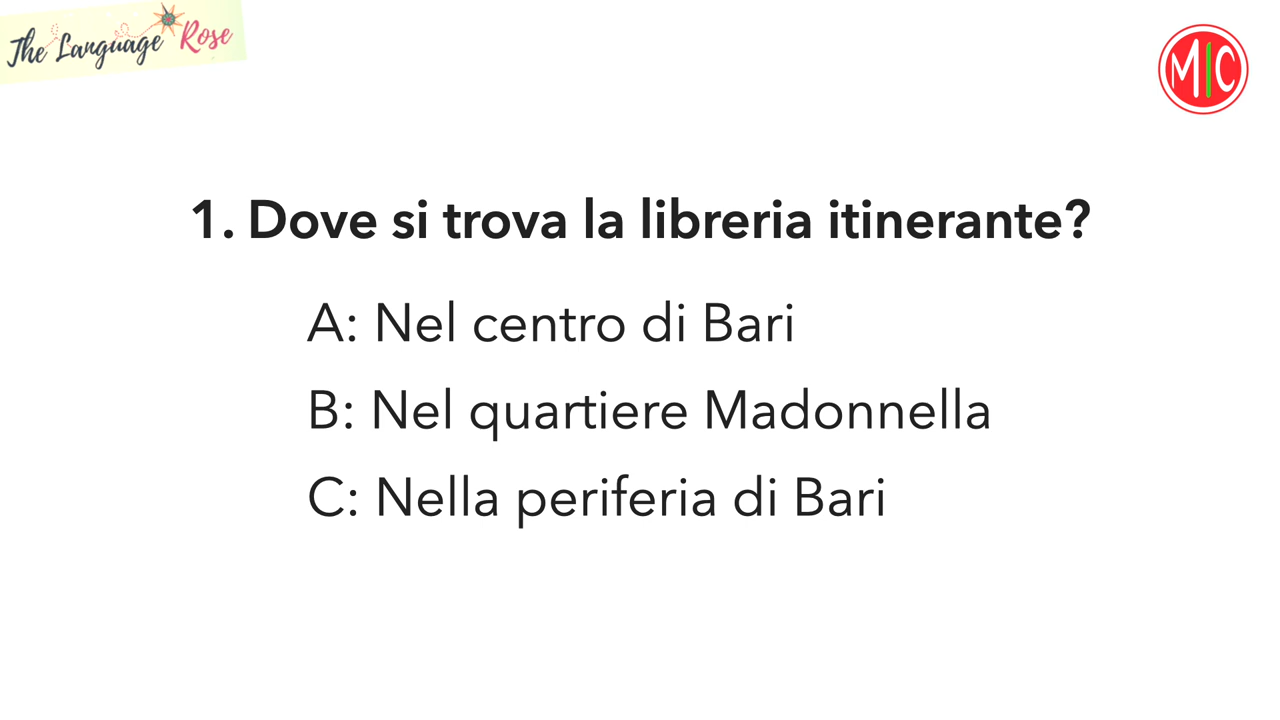 The Language Rose
MIC
1. Dove si trova la libreria itinerante?
A: Nel centro di Bari
B: Nel quartiere Madonnella
C: Nella periferia di Bari